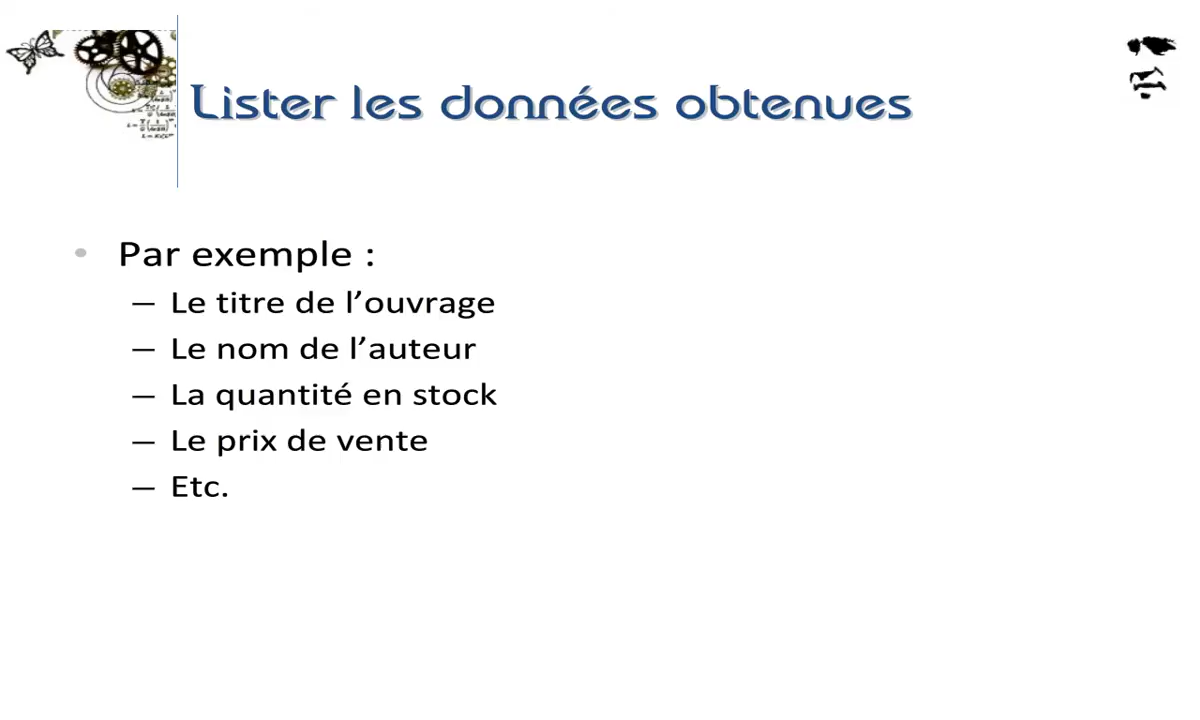 Lister les données obtenues
• Par exemple :
– Le titre de l’ouvrage
– Le nom de l’auteur
– La quantité en stock
– Le prix de vente
– Etc.